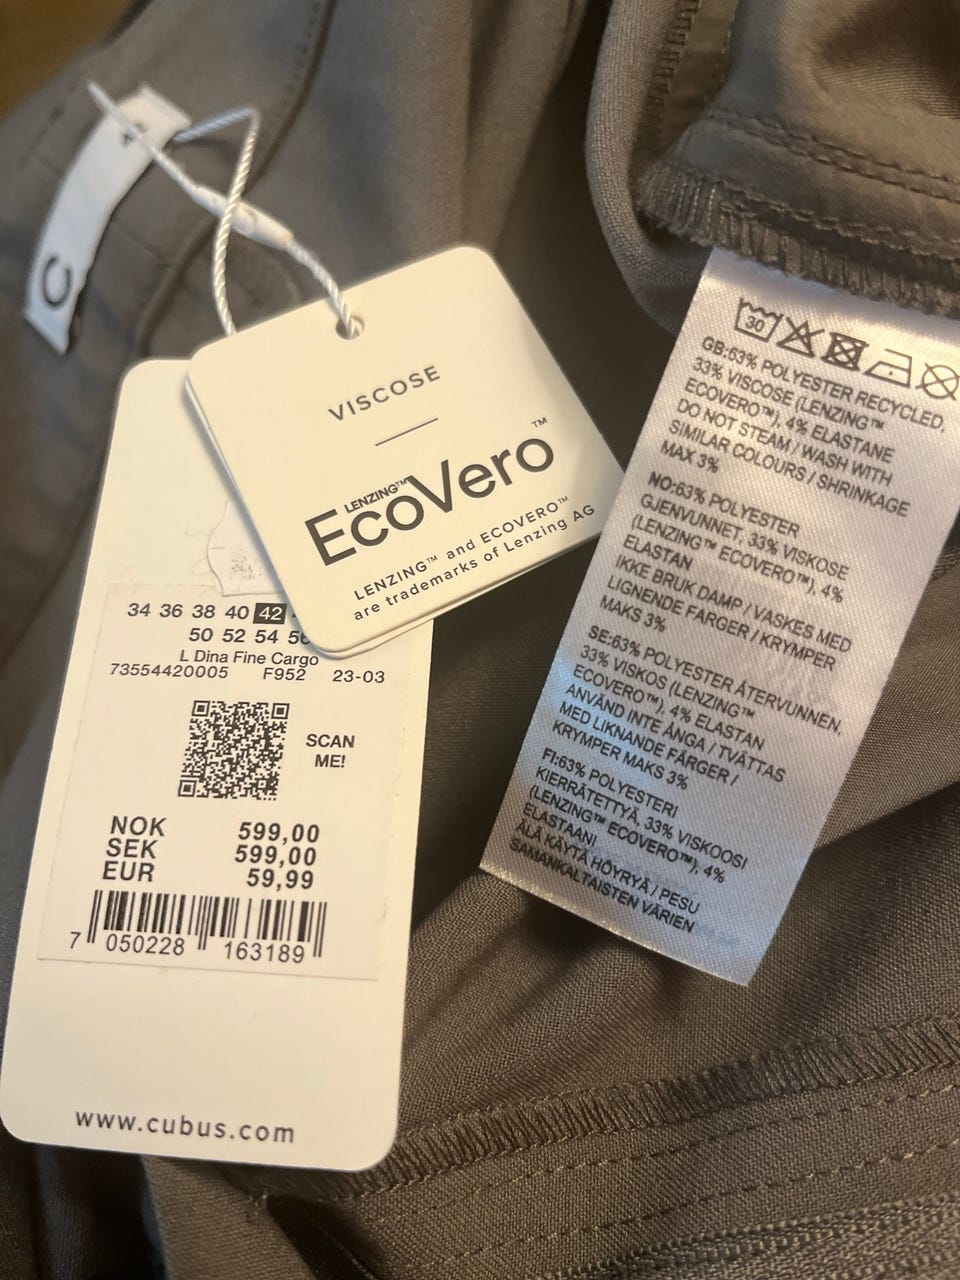 C
VISCOSE
LENZING™
EcoVero™
LENZING™ and ECOVERO™
are trademarks of Lenzing AG
34 36 38 40 42
50 52 54 56
L Dina Fine Cargo
73554420005 F952 23-03
SCAN
ME!
NOK 599,00
SEK 599,00
EUR 59,99
7 050228 163189
www.cubus.com
30
GB:63% POLYESTER RECYCLED,
33% VISCOSE (LENZING™
ECOVERO™), 4% ELASTANE
DO NOT STEAM / WASH WITH
SIMILAR COLOURS / SHRINKAGE
MAX 3%
NO:63% POLYESTER
GJENVUNNET, 33% VISKOSE
(LENZING™ ECOVERO™), 4%
ELASTAN
IKKE BRUK DAMP / VASKES MED
LIGNENDE FARGER / KRYMPER
MAKS 3%
SE:63% POLYESTER ÅTERVUNNEN,
33% VISKOS (LENZING™
ECOVERO™), 4% ELASTAN
ANVÄND INTE ÅNGA / TVÄTTAS
MED LIKNANDE FÄRGER /
KRYMPER MAKS 3%
FI:63% POLYESTERI
KIERRÄTETTYÄ, 33% VISKOOSI
(LENZING™ ECOVERO™), 4%
ELASTAANI
ÄLÄ KÄYTÄ HÖYRYÄ / PESU
SAMANKALTAISTEN VÄRIEN